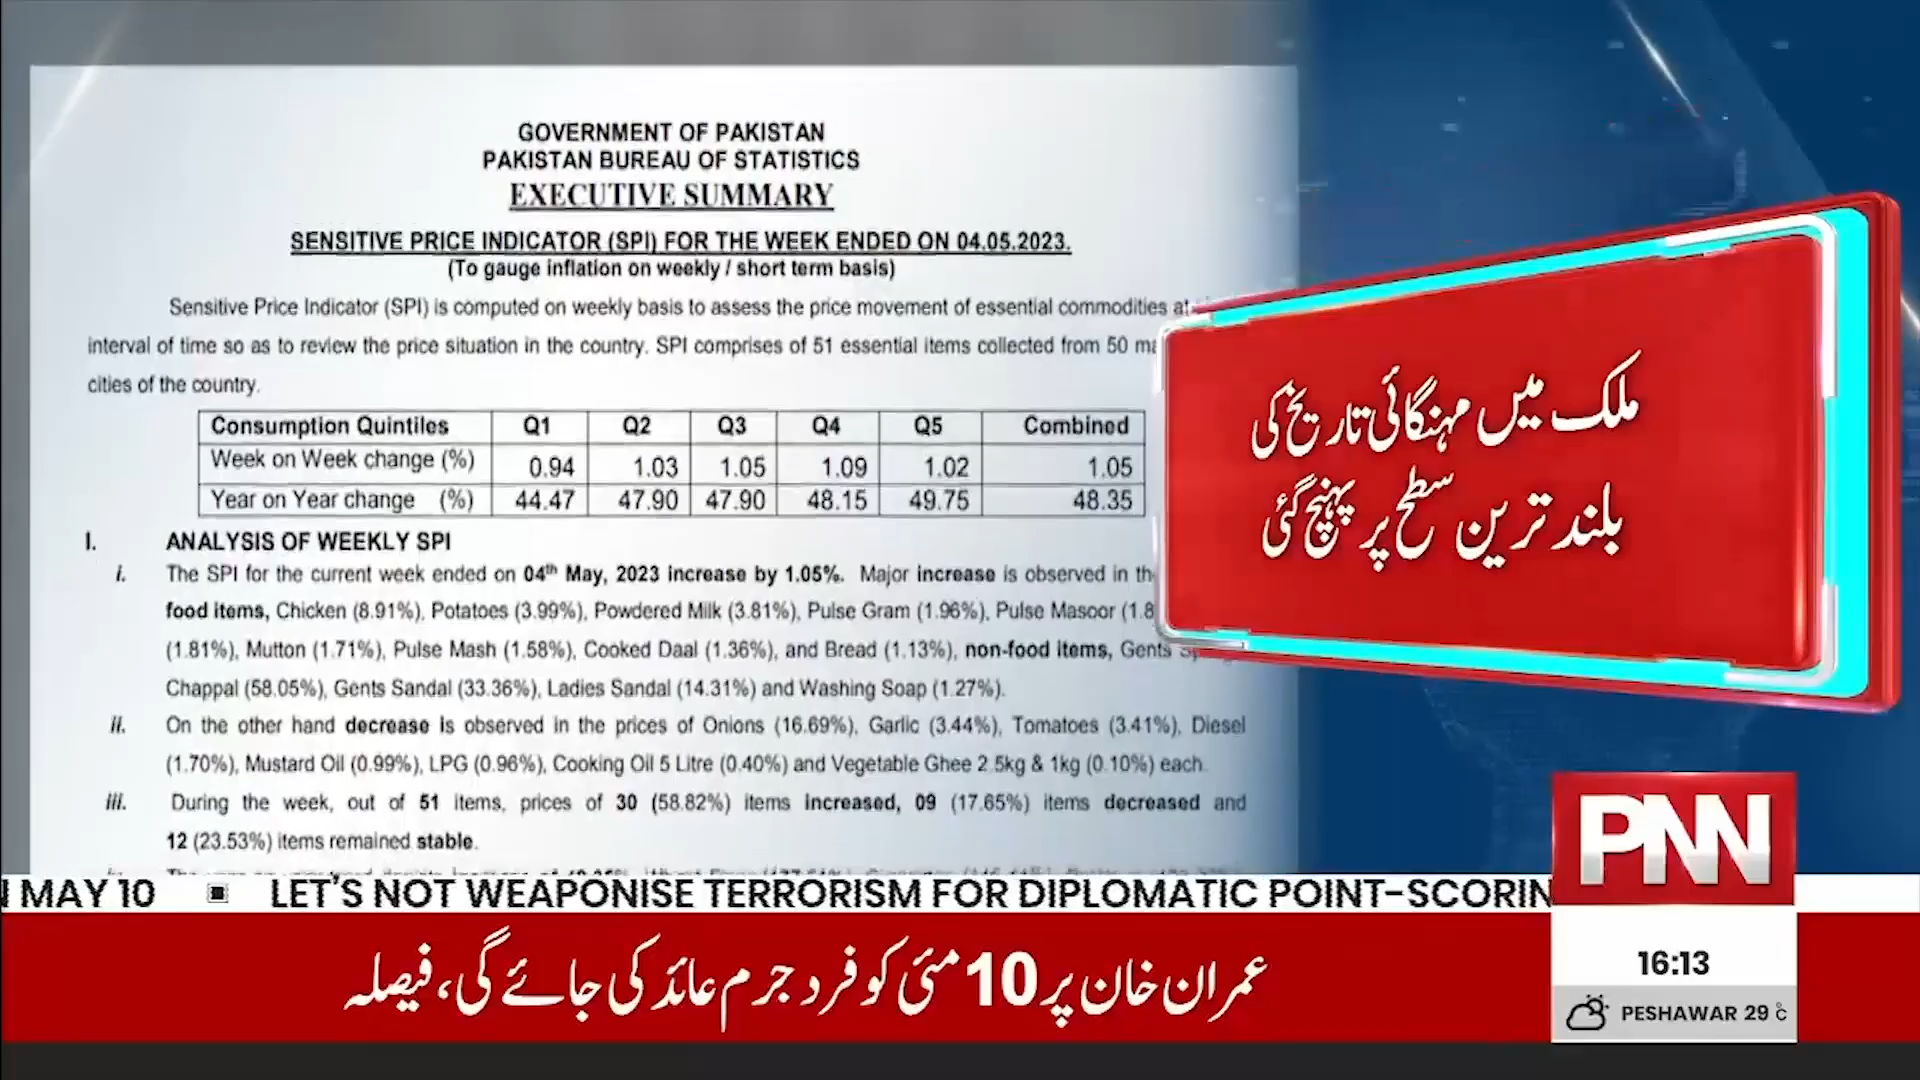 GOVERNMENT OF PAKISTAN
PAKISTAN BUREAU OF STATISTICS
EXECUTIVE SUMMARY
SENSITIVE PRICE INDICATOR (SPI) FOR THE WEEK ENDED ON 04.05.2023.
(To gauge inflation on weekly / short term basis)
Sensitive Price Indicator (SPI) is computed on weekly basis to assess the price movement of essential commodities at
interval of time so as to review the price situation in the country. SPI comprises of 51 essential items collected from 50
cities of the country.
Consumption Quintiles Q1 Q2 Q3 Q4 Q5 Combined
Week on Week change (%) 0.94 1.03 1.05 1.09 1.02 1.05
Year on Year change (%) 44.47 47.90 47.90 48.15 49.75 48.35
I. ANALYSIS OF WEEKLY SPI
i. The SPI for the current week ended on 04th May, 2023 increase by 1.05%. Major increase is observed in
food items, Chicken (8.91%), Potatoes (3.99%), Powdered Milk (3.81%), Pulse Gram (1.96%), Pulse Masoor
(1.81%), Mutton (1.71%), Pulse Mash (1.58%), Cooked Daal (1.36%), and Bread (1.13%), non-food items, Gents
Chappal (58.05%), Gents Sandal (33.36%), Ladies Sandal (14.31%) and Washing Soap (1.27%).
ii. On the other hand decrease is observed in the prices of Onions (16.69%), Garlic (3.44%), Tomatoes (3.41%), Diesel
(1.70%), Mustard Oil (0.99%), LPG (0.96%), Cooking Oil 5 Litre (0.40%) and Vegetable Ghee 2.5kg & 1kg (0.10%) each.
iii. During the week, out of 51 items, prices of 30 (58.82%) items increased, 09 (17.65%) items decreased and
12 (23.53%) items remained stable.
ملک میں مہنگائی تاریخ کی
بلند ترین سطح پر پہنچ گئی
PNN
N MAY 10 LET'S NOT WEAPONISE TERRORISM FOR DIPLOMATIC POINT-SCORIN
عمران خان پر 10 مئی کو فرد جرم عائد کی جائے گی، فیصلہ
16:13
PESHAWAR 29 °C